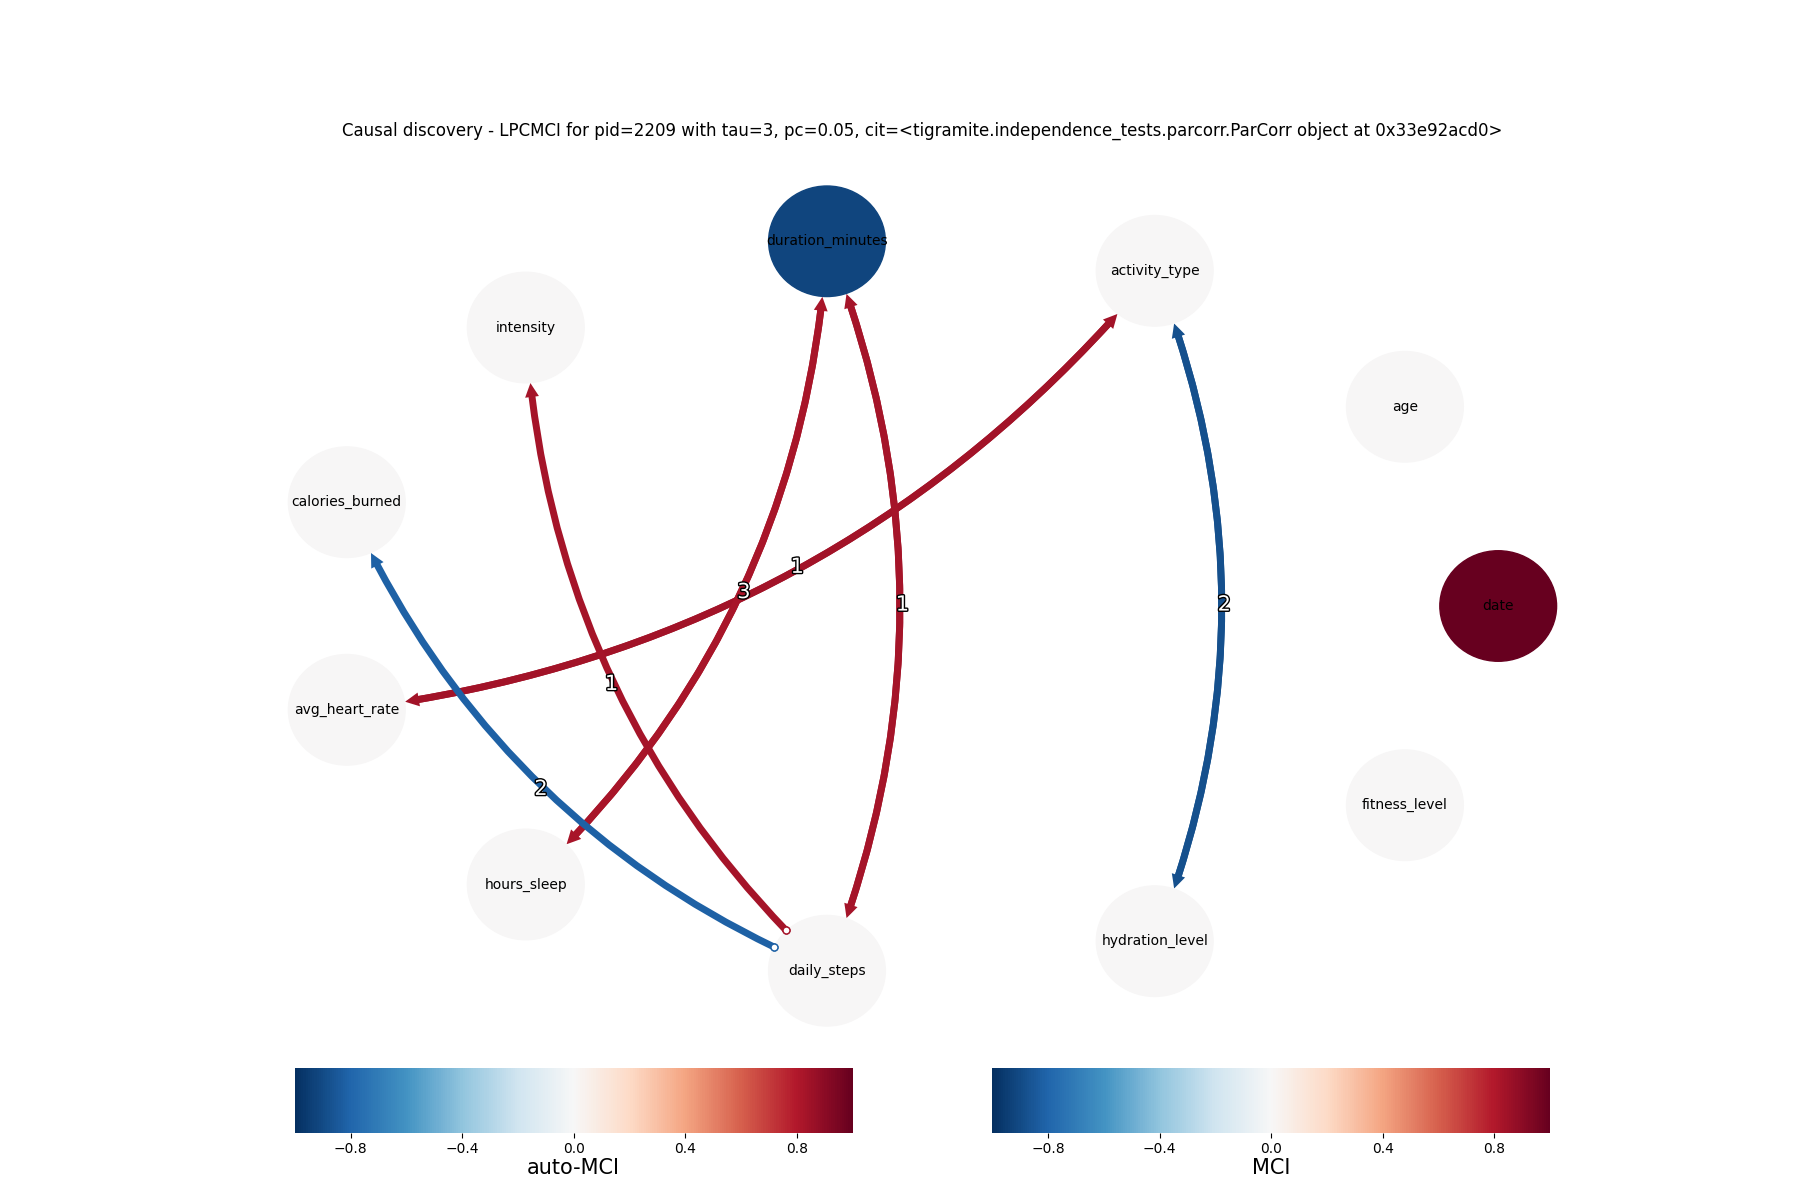 Causal discovery - LPCMCI for pid=2209 with tau=3, pc=0.05, cit=<tigramite.independence_tests.parcorr.ParCorr object at 0x33e92acd0>
duration_minutes
activity_type
intensity
age
calories_burned
1
3
1
2
date
1
avg_heart_rate
2
fitness_level
hours_sleep
hydration_level
daily_steps
−0.8 −0.4 0.0 0.4 0.8
auto-MCI
−0.8 −0.4 0.0 0.4 0.8
MCI